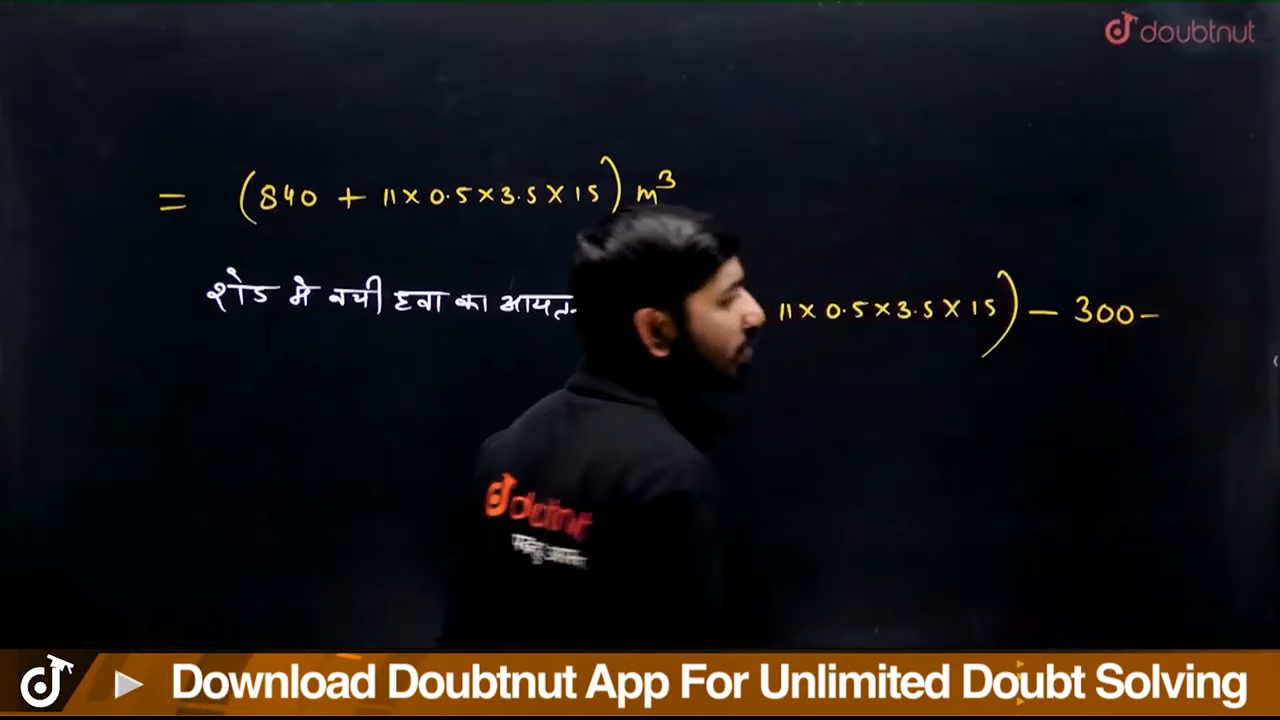 doubtnut
= (840 + 11 × 0.5 × 3.5 × 15) m³
शेड में बची हवा का 11 × 0.5 × 3.5 × 15) – 300 –
doubtnut
Download Doubtnut App For Unlimited Doubt Solving